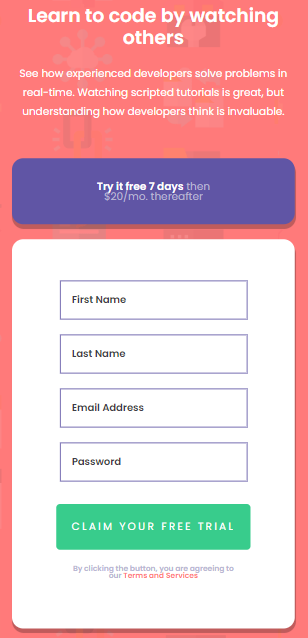 Learn to code by watching
others
See how experienced developers solve problems in
real-time. Watching scripted tutorials is great, but
understanding how developers think is invaluable.
Try it free 7 days then
$20/mo. thereafter
First Name
Last Name
Email Address
Password
CLAIM YOUR FREE TRIAL
By clicking the button, you are agreeing to
our Terms and Services